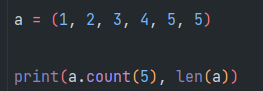 a = (1, 2, 3, 4, 5, 5)
print(a.count(5), len(a))